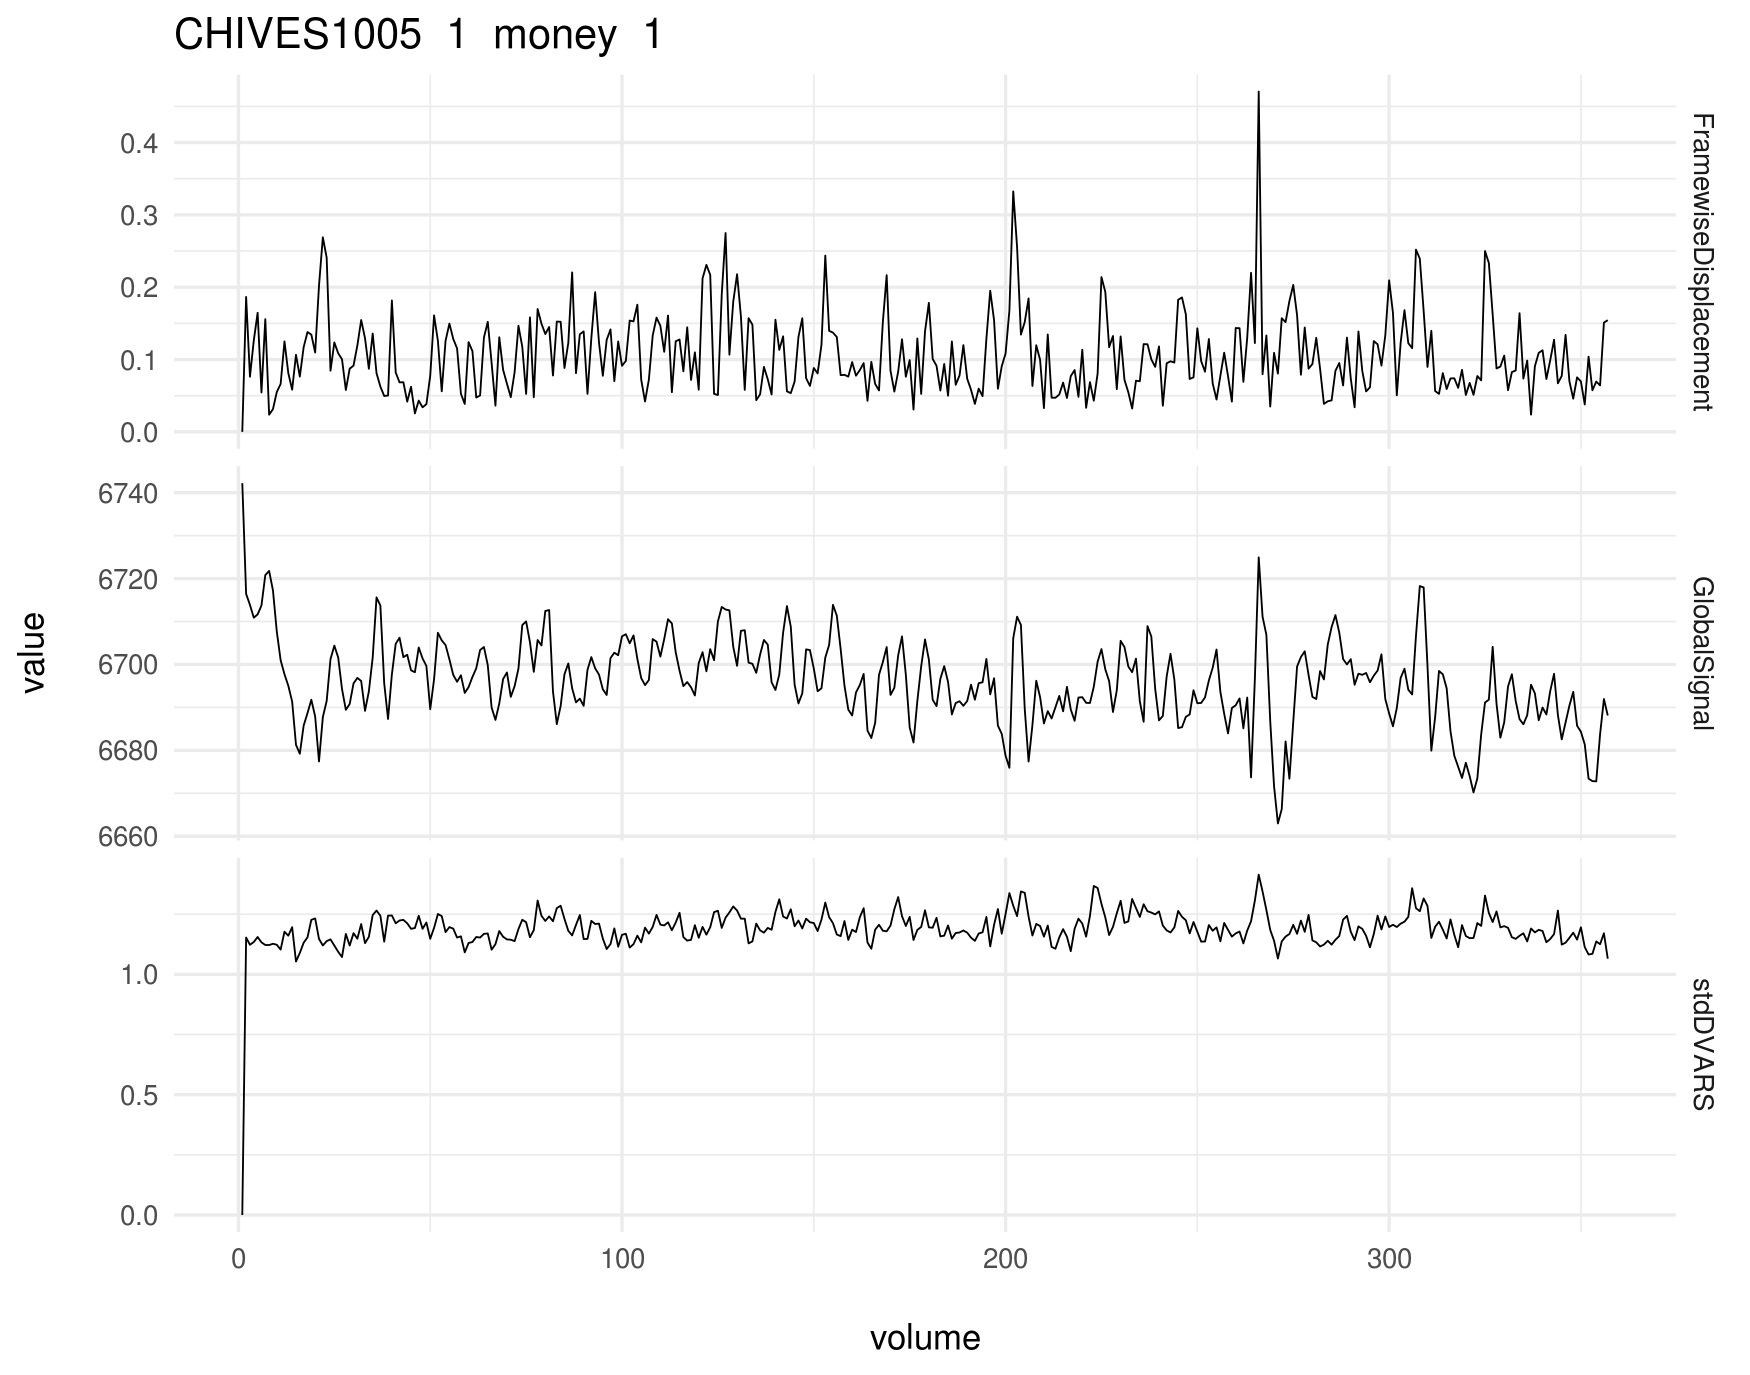 CHIVES1005 1 money 1
0.4
0.3
0.2
0.1
0.0
FramewiseDisplacement
6740
6720
6700
6680
6660
GlobalSignal
1.0
0.5
0.0
stdDVARS
value
0 100 200 300
volume